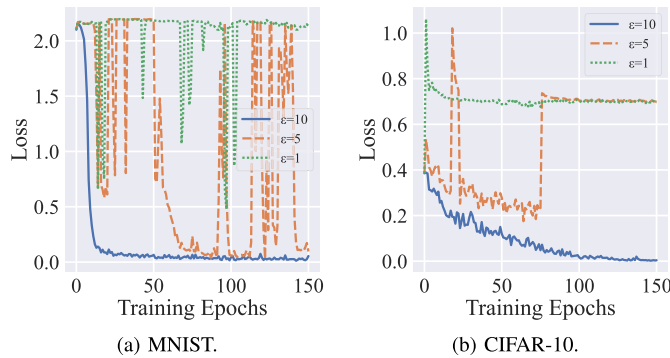 2.0
1.5
1.0
0.5
0.0
Loss
0
50
100
150
Training Epochs
ε=10
ε=5
ε=1
(a) MNIST.
1.0
0.8
0.6
0.4
0.2
0.0
Loss
0
50
100
150
Training Epochs
ε=10
ε=5
ε=1
(b) CIFAR-10.